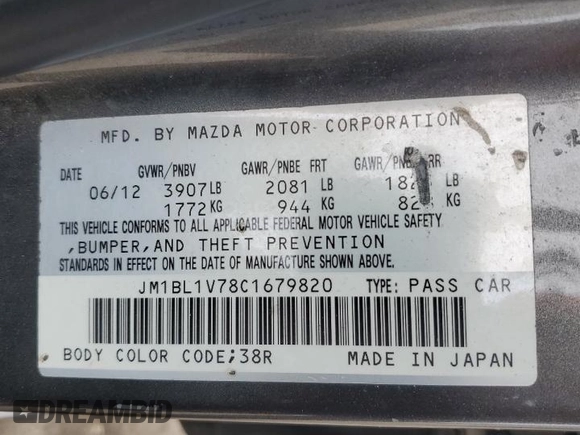 MFD. BY MAZDA MOTOR CORPORATION
DATE GVWR/PNBV GAWR/PNBE FRT GAWR/PNBE RR
06/12 3907 LB 2081 LB LB
1772 KG 944 KG KG
THIS VEHICLE CONFORMS TO ALL APPLICABLE FEDERAL MOTOR VEHICLE SAFETY
,BUMPER,AND THEFT PREVENTION
STANDARDS IN EFFECT ON THE DATE OF MANUFACTURE SHOWN ABOVE.
JM1BL1V78C1679820 TYPE: PASS CAR
BODY COLOR CODE;38R MADE IN JAPAN
DREAMBID